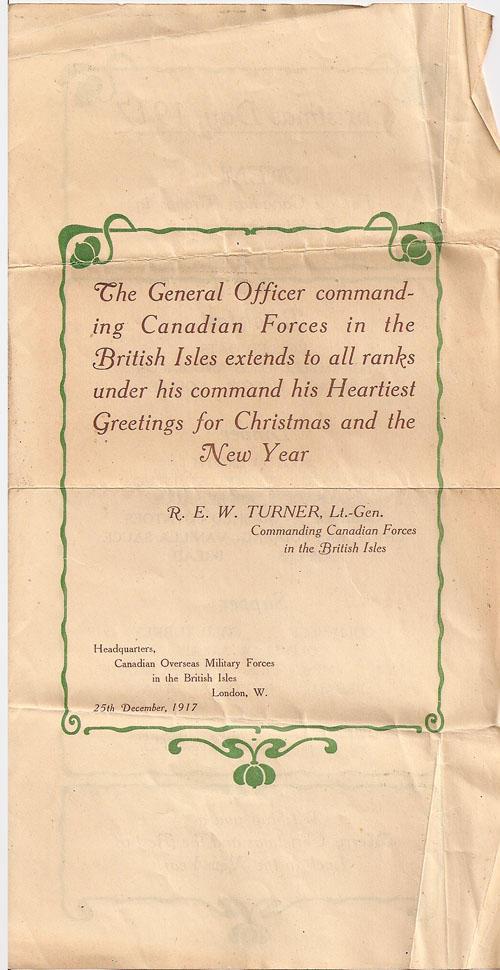 The General Officer command-
ing Canadian Forces in the
British Isles extends to all ranks
under his command his Heartiest
Greetings for Christmas and the
New Year
R. E. W. TURNER, Lt.-Gen.
Commanding Canadian Forces
in the British Isles
Headquarters,
Canadian Overseas Military Forces
in the British Isles
London, W.
25th December, 1917